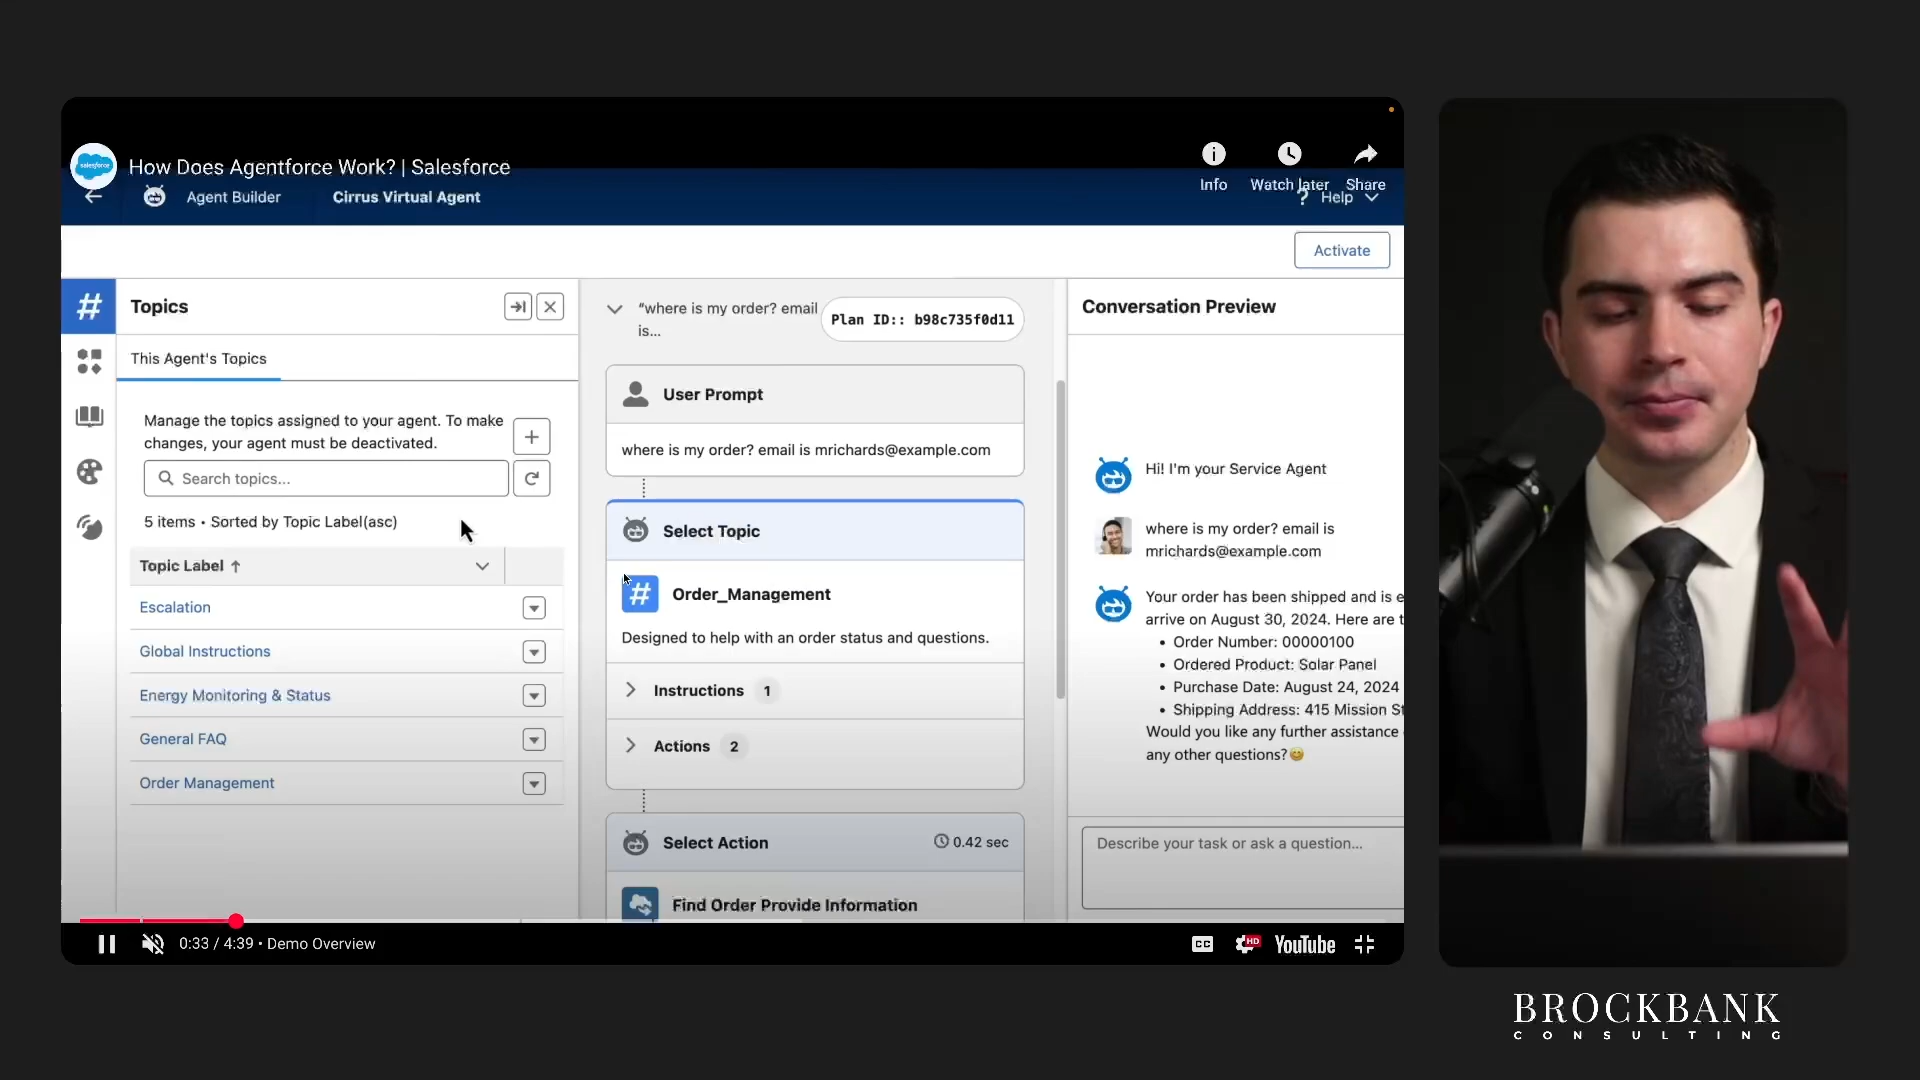 salesforce
How Does Agentforce Work? | Salesforce
Info
Watch later
Share
Agent Builder
Cirrus Virtual Agent
? Help
Activate
#
Topics
This Agent's Topics
Manage the topics assigned to your agent. To make
changes, your agent must be deactivated.
Search topics...
5 items • Sorted by Topic Label(asc)
Topic Label ↑
Escalation
Global Instructions
Energy Monitoring & Status
General FAQ
Order Management
"where is my order? email
is...
Plan ID:: b98c735f0d11
User Prompt
where is my order? email is mrichards@example.com
Select Topic
# Order_Management
Designed to help with an order status and questions.
Instructions 1
Actions 2
Select Action
0.42 sec
Find Order Provide Information
Conversation Preview
Hi! I'm your Service Agent
where is my order? email is
mrichards@example.com
Your order has been shipped and is e
arrive on August 30, 2024. Here are t
• Order Number: 00000100
• Ordered Product: Solar Panel
• Purchase Date: August 24, 2024
• Shipping Address: 415 Mission St
Would you like any further assistance
any other questions?😊
Describe your task or ask a question...
0:33 / 4:39 • Demo Overview
CC
HD
YouTube
BROCKBANK
CONSULTING